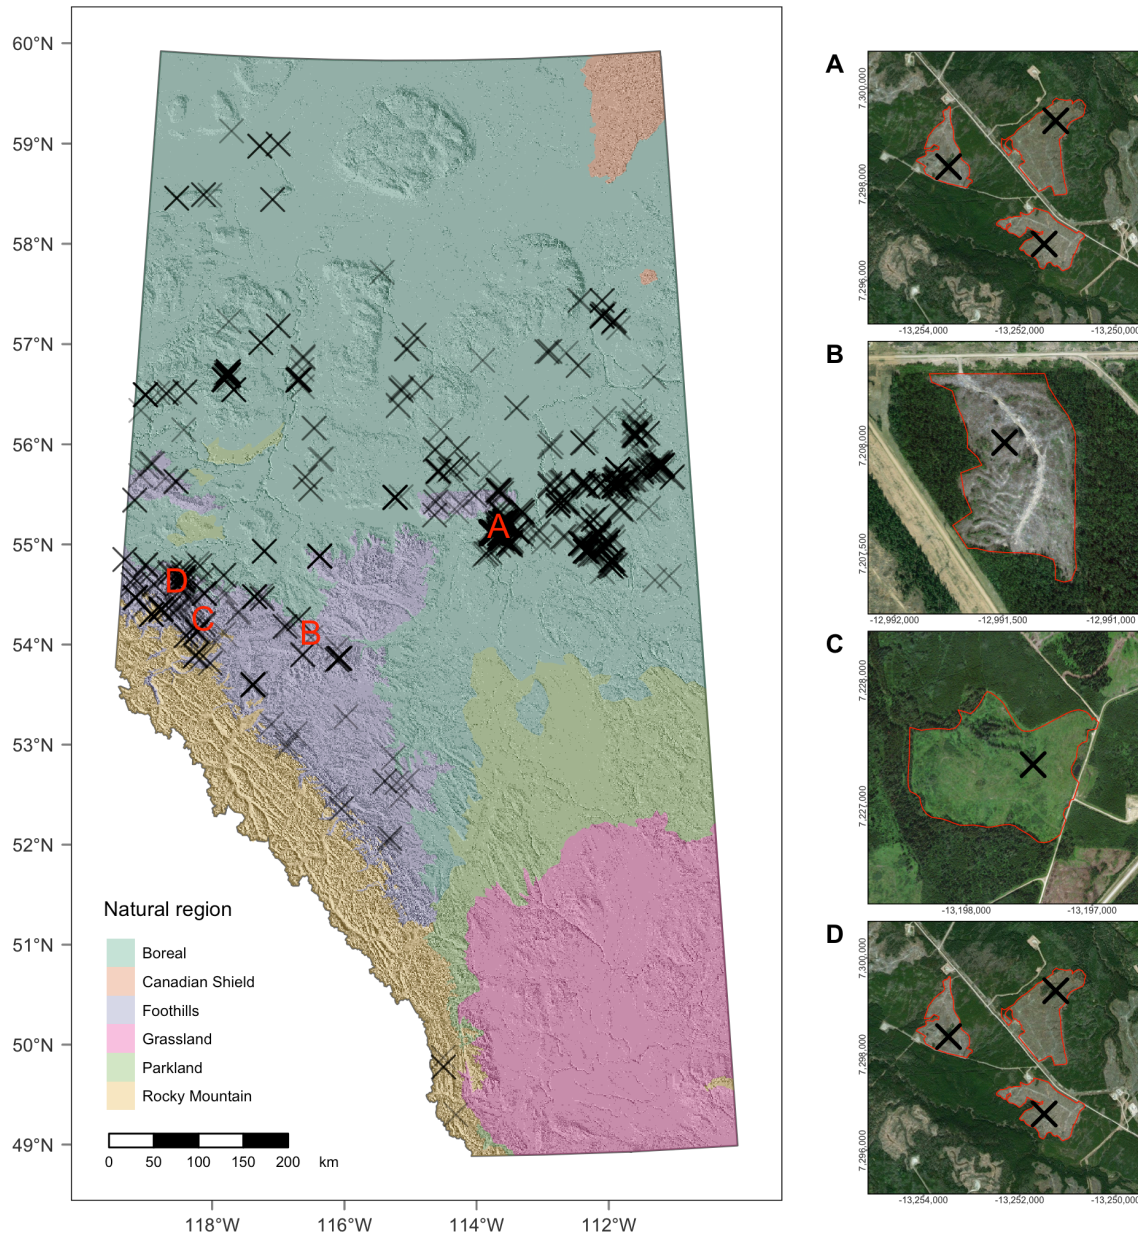 60°N
59°N
58°N
57°N
56°N
55°N
54°N
53°N
52°N
51°N
50°N
49°N
118°W
116°W
114°W
112°W
A
D
C
B
Natural region
Boreal
Canadian Shield
Foothills
Grassland
Parkland
Rocky Mountain
0 50 100 150 200 km
A
7,300,000
7,298,000
7,296,000
-13,254,000 -13,252,000 -13,250,000
B
7,208,000
7,207,500
-12,992,000 -12,991,500 -12,991,000
C
7,228,000
7,227,000
-13,198,000 -13,197,000
D
7,300,000
7,298,000
7,296,000
-13,254,000 -13,252,000 -13,250,000